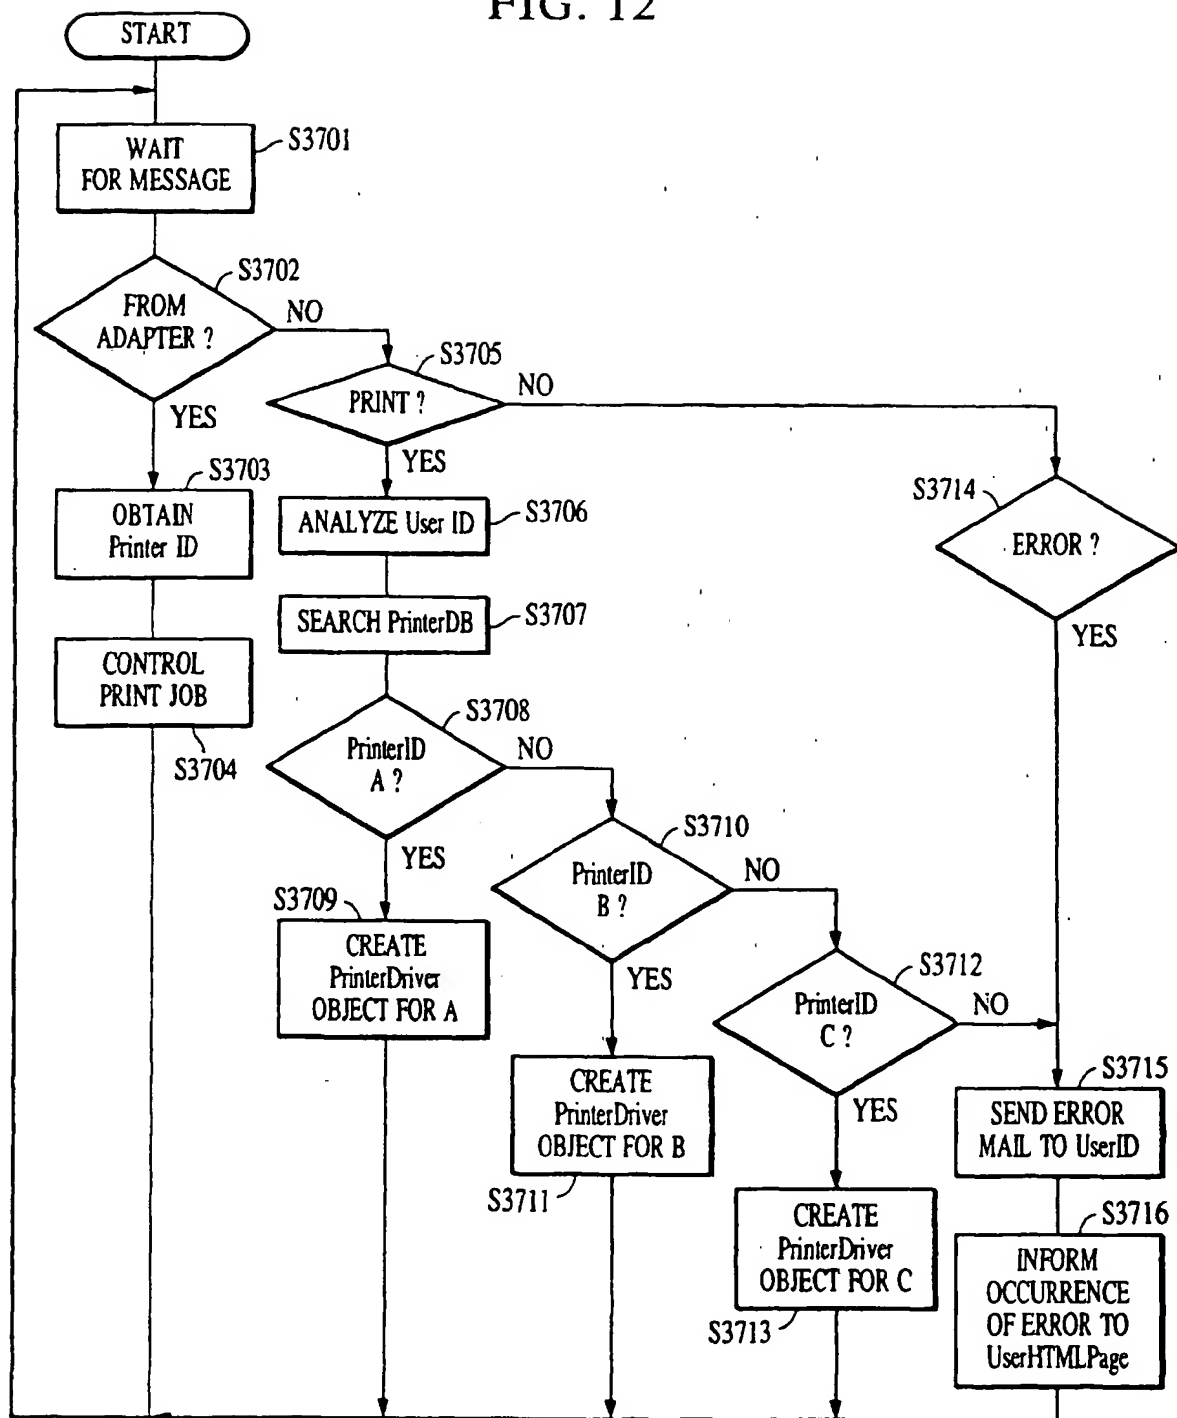 FIG. 12
START
WAIT
FOR MESSAGE
S3701
FROM
ADAPTER ?
S3702
NO
YES
PRINT ?
S3705
NO
YES
OBTAIN
Printer ID
S3703
CONTROL
PRINT JOB
S3704
ANALYZE User ID
S3706
SEARCH PrinterDB
S3707
PrinterID
A ?
S3708
NO
YES
S3709
CREATE
PrinterDriver
OBJECT FOR A
PrinterID
B ?
S3710
NO
YES
CREATE
PrinterDriver
OBJECT FOR B
S3711
PrinterID
C ?
S3712
NO
YES
CREATE
PrinterDriver
OBJECT FOR C
S3713
S3714
ERROR ?
YES
S3715
SEND ERROR
MAIL TO UserID
S3716
INFORM
OCCURRENCE
OF ERROR TO
UserHTMLPage